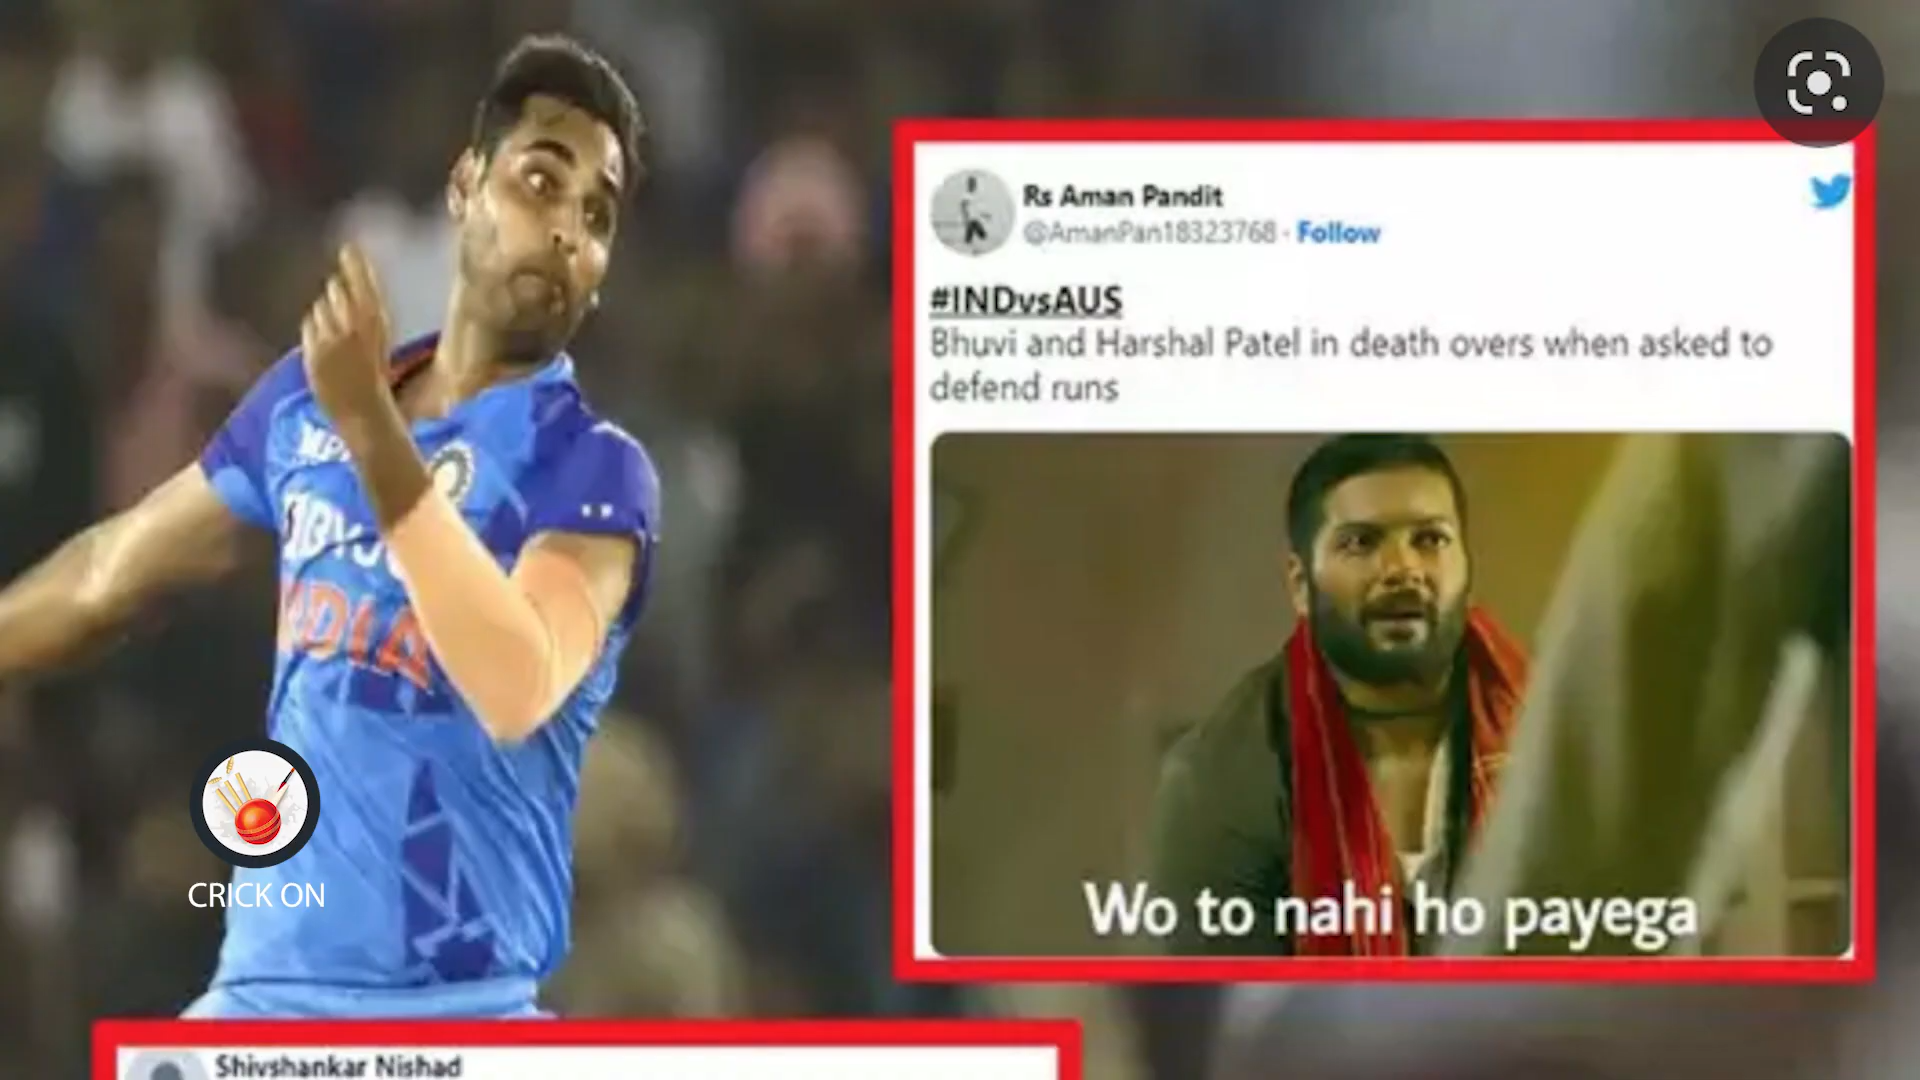 Rs Aman Pandit
@AmanPan18323768 · Follow
#INDvsAUS
Bhuvi and Harshal Patel in death overs when asked to
defend runs
INDIA
Wo to nahi ho payega
CRICK ON
Shivshankar Nishad